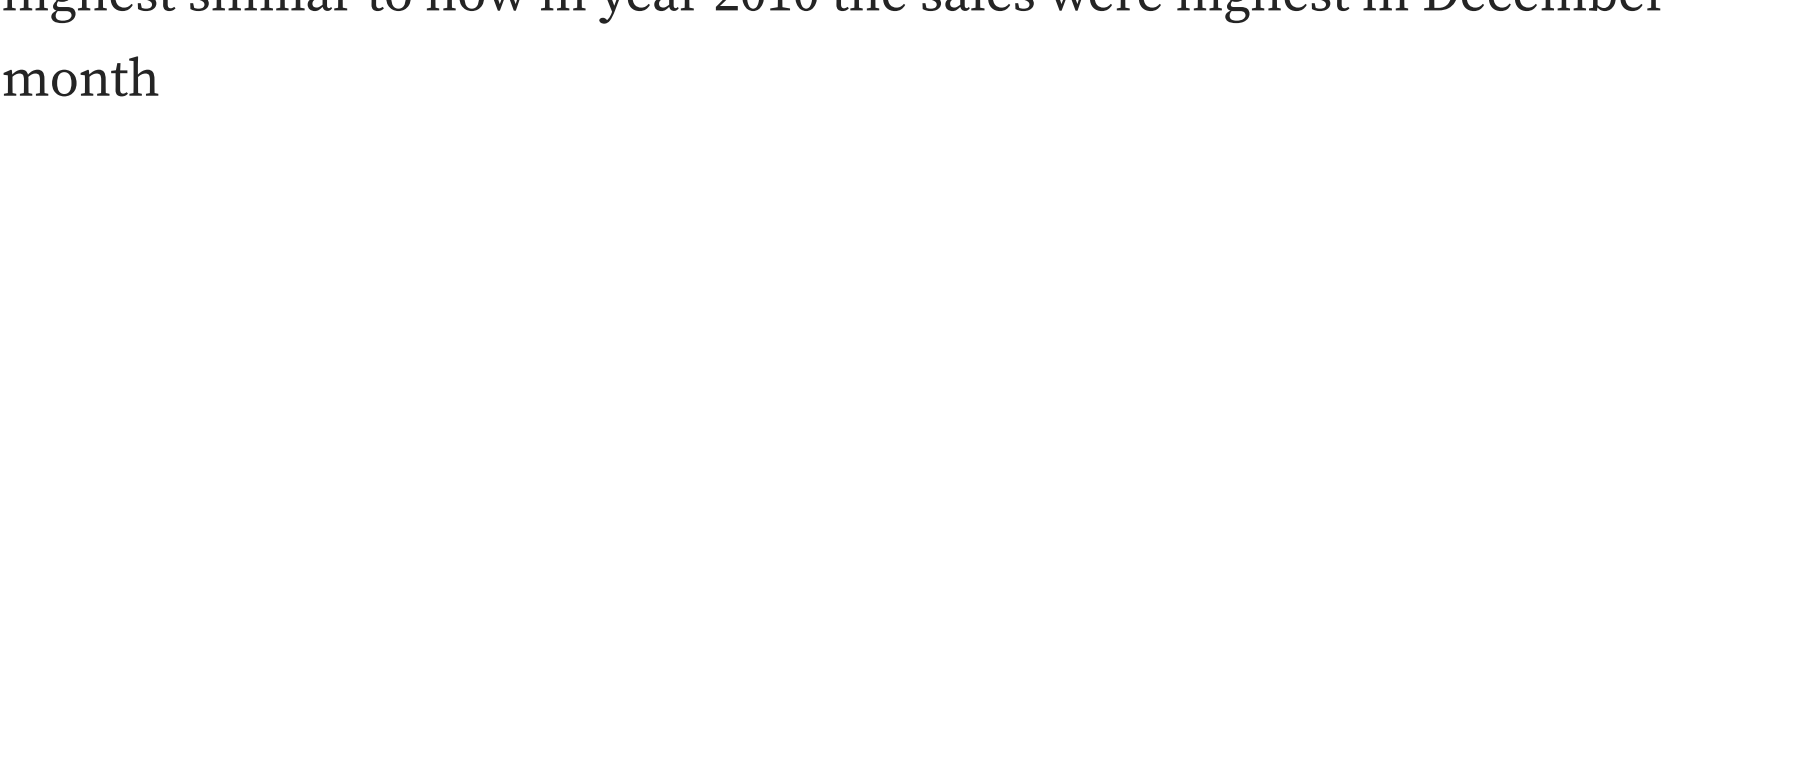 highest similar to how in year 2010 the sales were highest in December
month